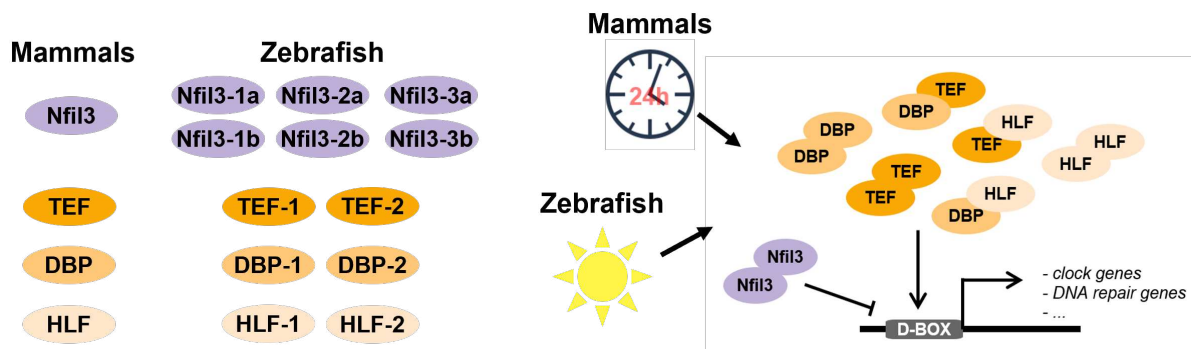 Mammals
Zebrafish
Nfil3
Nfil3-1a
Nfil3-2a
Nfil3-3a
Nfil3-1b
Nfil3-2b
Nfil3-3b
TEF
TEF-1
TEF-2
DBP
DBP-1
DBP-2
HLF
HLF-1
HLF-2
Mammals
24h
Zebrafish
TEF
DBP
DBP
DBP
HLF
TEF
HLF
HLF
TEF
TEF
HLF
DBP
Nfil3
Nfil3
- clock genes
- DNA repair genes
- ...
D-BOX